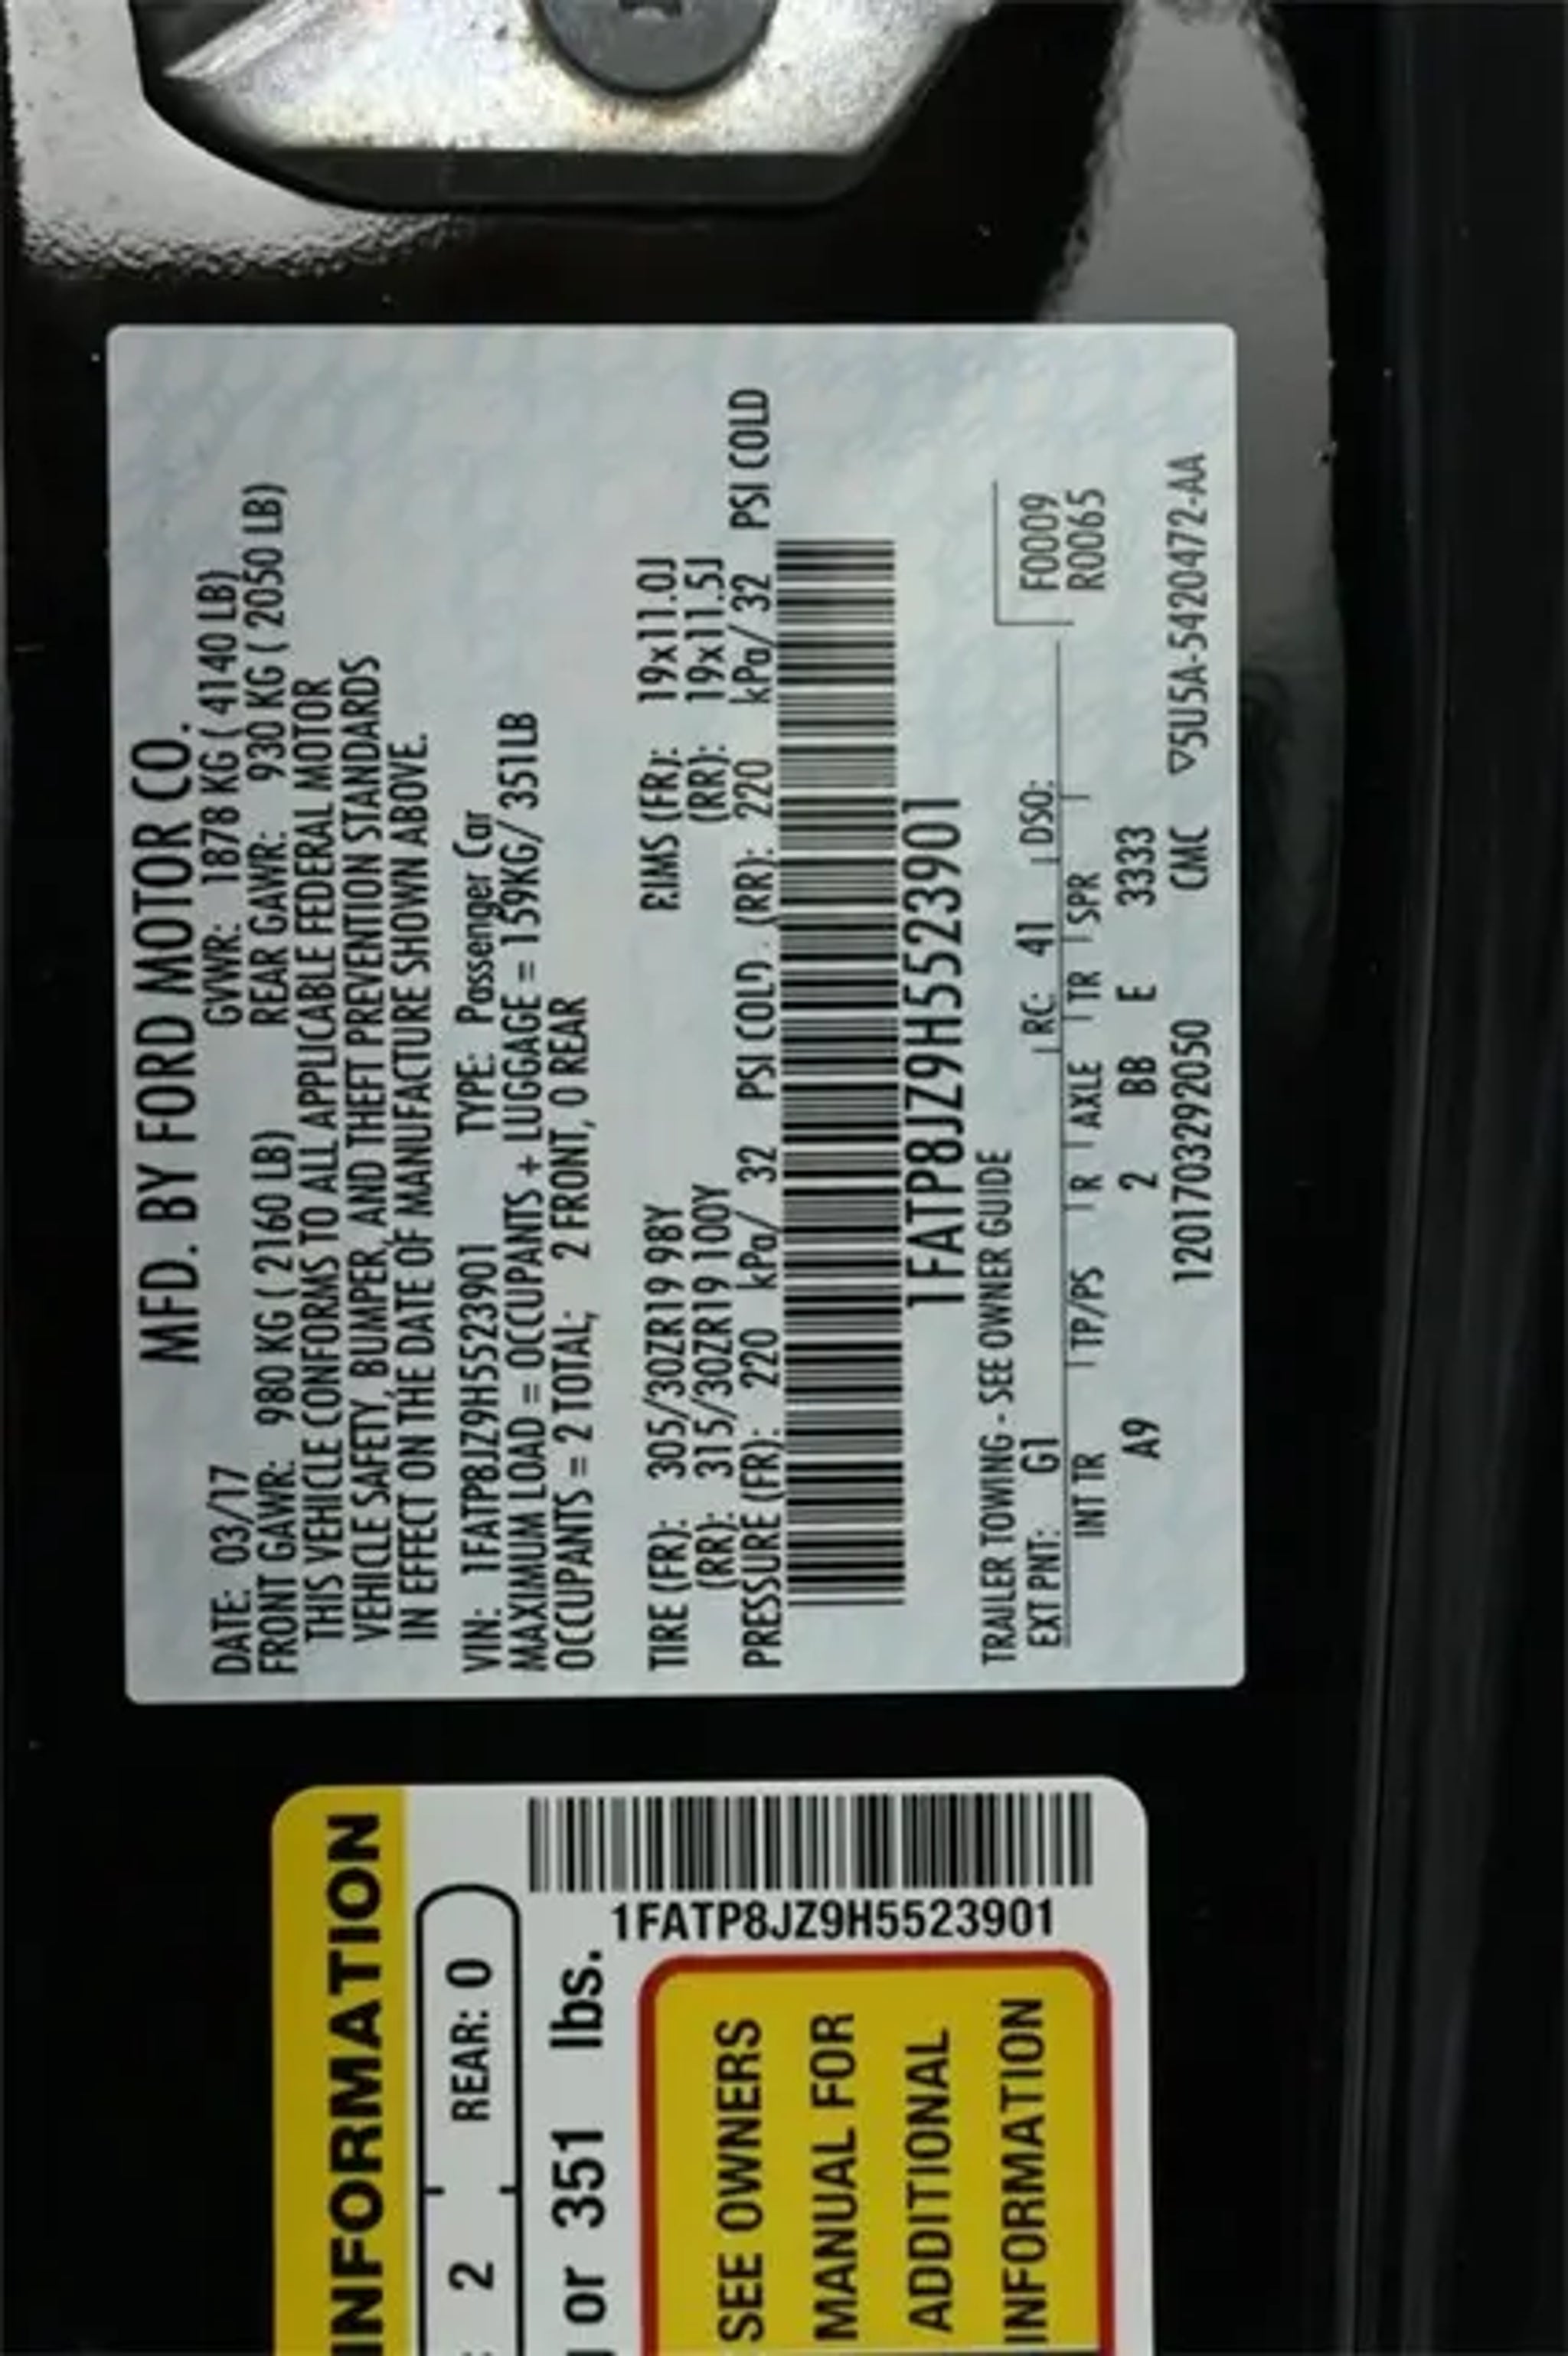 MFD. BY FORD MOTOR CO.
DATE: 03/17 GVWR: 1878 KG ( 4140 LB)
FRONT GAWR: 980 KG ( 2160 LB) REAR GAWR: 930 KG ( 2050 LB)
THIS VEHICLE CONFORMS TO ALL APPLICABLE FEDERAL MOTOR
VEHICLE SAFETY, BUMPER, AND THEFT PREVENTION STANDARDS
IN EFFECT ON THE DATE OF MANUFACTURE SHOWN ABOVE.
VIN: 1FATP8JZ9H5523901 TYPE: Passenger Car
MAXIMUM LOAD = OCCUPANTS + LUGGAGE = 159KG/ 351LB
OCCUPANTS = 2 TOTAL; 2 FRONT, 0 REAR
TIRE (FR): 305/30ZR19 98Y RIMS (FR): 19x11.0J
(RR): 315/30ZR19 100Y (RR): 19x11.5J
PRESSURE (FR): 220 kPa/ 32 PSI COLD. (RR): 220 kPa/ 32 PSI COLD
1FATP8JZ9H5523901
TRAILER TOWING - SEE OWNER GUIDE
EXT PNT: G1 RC: 41 DSO: F0009
R0065
INT TR TP/PS R AXLE TR SPR
A9 2 BB E 3333
1201703292050 CMC ▽5U5A-5420472-AA
INFORMATION
2 REAR: 0
or 351 lbs.
1FATP8JZ9H5523901
SEE OWNERS
MANUAL FOR
ADDITIONAL
INFORMATION